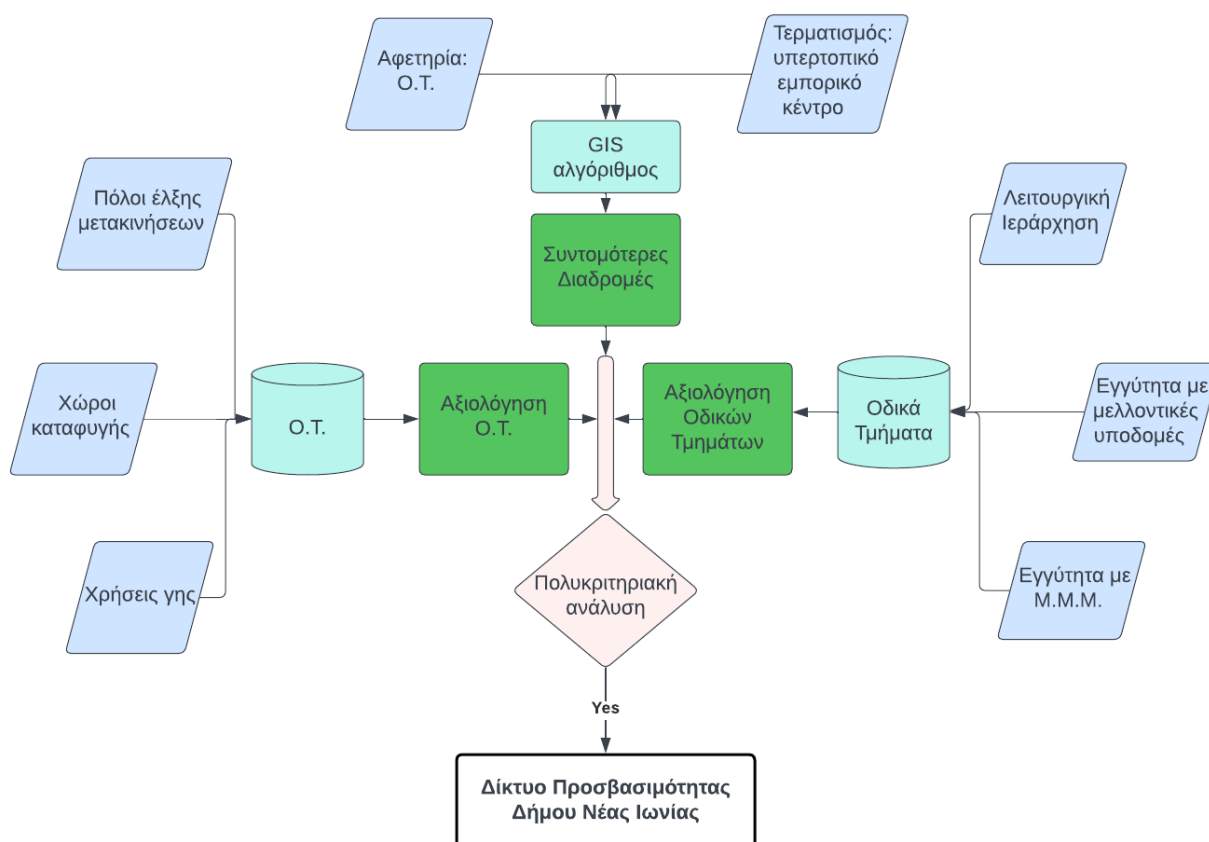 Αφετηρία:
Ο.Τ.
Τερματισμός:
υπερτοπικό
εμπορικό
κέντρο
GIS
αλγόριθμος
Πόλοι έλξης
μετακινήσεων
Λειτουργική
Ιεράρχηση
Συντομότερες
Διαδρομές
Χώροι
καταφυγής
Ο.Τ.
Αξιολόγηση
Ο.Τ.
Αξιολόγηση
Οδικών
Τμημάτων
Οδικά
Τμήματα
Εγγύτητα με
μελλοντικές
υποδομές
Χρήσεις γης
Πολυκριτηριακή
ανάλυση
Εγγύτητα με
Μ.Μ.Μ.
Yes
Δίκτυο Προσβασιμότητας
Δήμου Νέας Ιωνίας